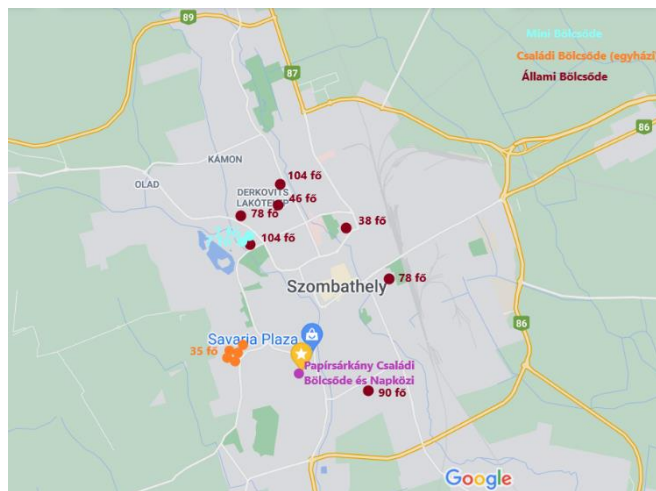 89
87
Mini Bölcsőde
Családi Bölcsőde (egyházi)
Állami Bölcsőde
86
86
KÁMON
OLAD
104 fő
DERKOVITS
LAKÓTELEP
46 fő
78 fő
38 fő
104 fő
Szombathely
78 fő
Savaria Plaza
35 fő
Papírsárkány Családi
Bölcsőde és Napközi
90 fő
86
Google